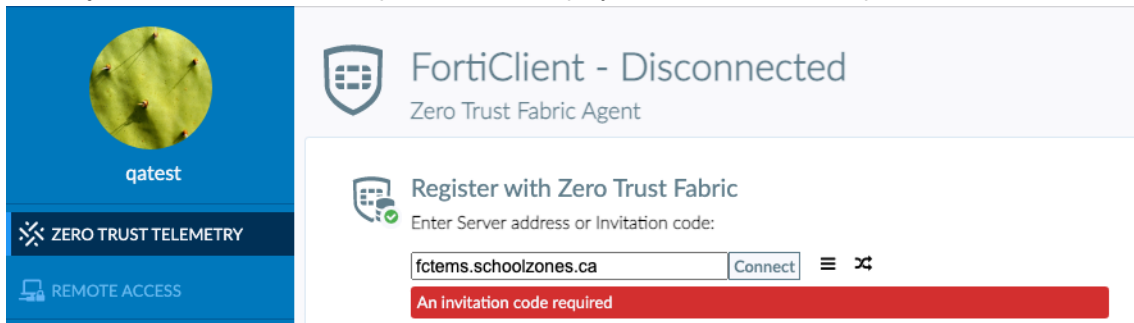 FortiClient - Disconnected
Zero Trust Fabric Agent
qatest
ZERO TRUST TELEMETRY
REMOTE ACCESS
Register with Zero Trust Fabric
Enter Server address or Invitation code:
fctems.schoolzones.ca Connect
An invitation code required